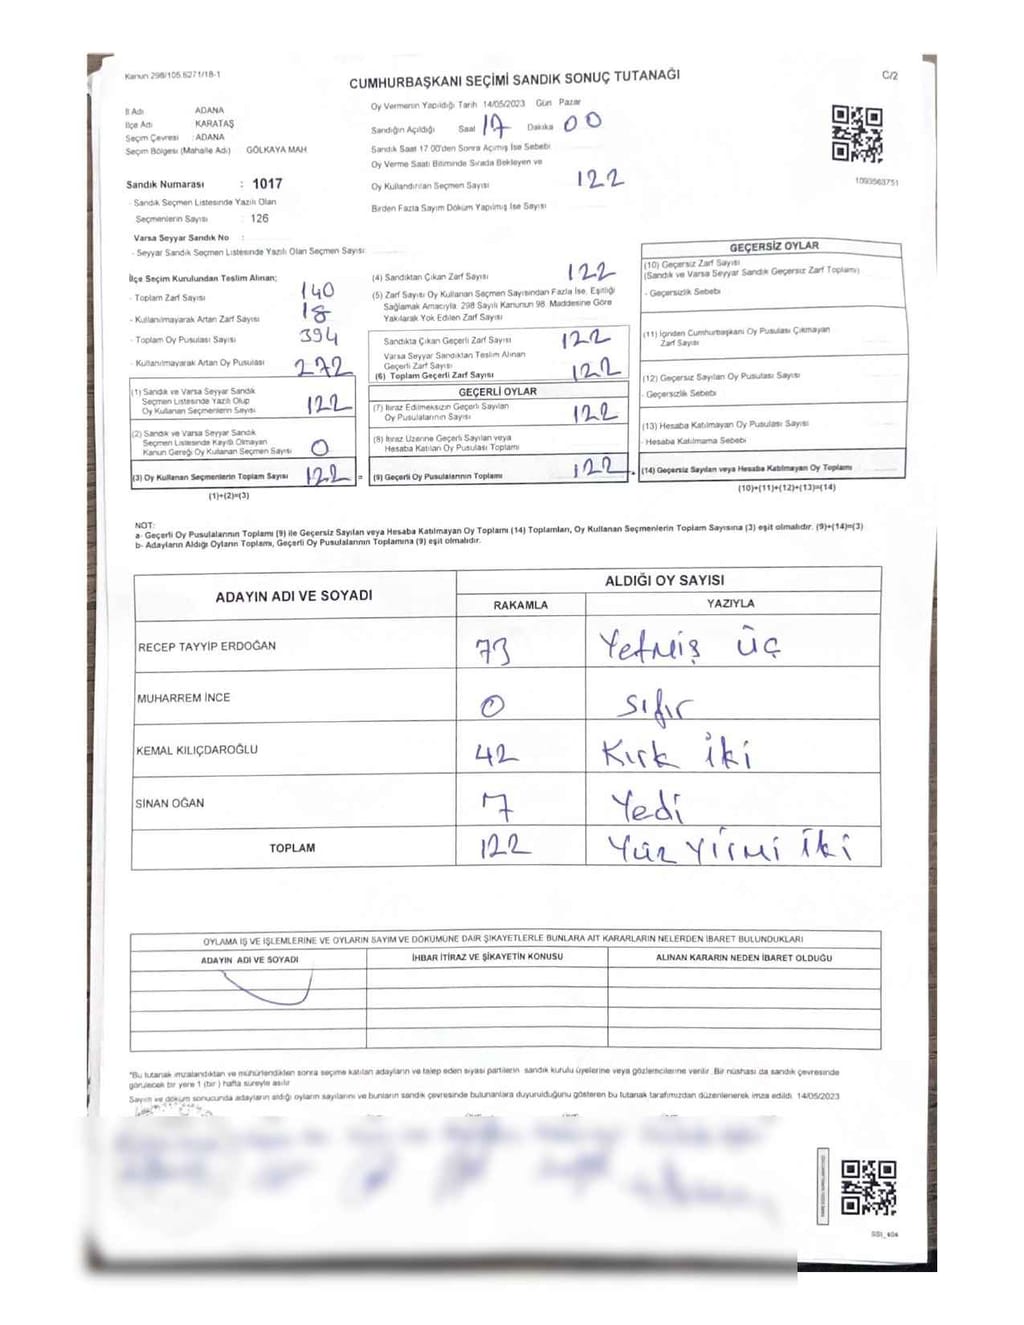 Kanun 298/105.6271/18-1
CUMHURBAŞKANI SEÇİMİ SANDIK SONUÇ TUTANAĞI
C/2
İl Adı ADANA
İlçe Adı KARATAŞ
Seçim Çevresi : ADANA
Seçim Bölgesi (Mahalle Adı) GÖLKAYA MAH
Sandık Numarası : 1017
- Sandık Seçmen Listesinde Yazılı Olan
Seçmenlerin Sayısı : 126
Varsa Seyyar Sandık No :
- Seyyar Sandık Seçmen Listesinde Yazılı Olan Seçmen Sayısı:
Oy Vermenin Yapıldığı Tarih 14/05/2023 Gün Pazar
Sandığın Açıldığı Saat 17 Dakika 00
Sandık Saat 17.00'den Sonra Açılmış İse Sebebi
Oy Verme Saati Bitiminde Sırada Bekleyen ve
Oy Kullandırılan Seçmen Sayısı 122
Birden Fazla Sayım Döküm Yapılmış İse Sayısı
1093563751
İlçe Seçim Kurulundan Teslim Alınan;
- Toplam Zarf Sayısı 140
- Kullanılmayarak Artan Zarf Sayısı 18
- Toplam Oy Pusulası Sayısı 394
- Kullanılmayarak Artan Oy Pusulası 272
(1) Sandık ve Varsa Seyyar Sandık
Seçmen Listesinde Yazılı Olup
Oy Kullanan Seçmenlerin Sayısı 122
(2) Sandık ve Varsa Seyyar Sandık
Seçmen Listesinde Kayıtlı Olmayan
Kanun Gereği Oy Kullanan Seçmen Sayısı 0
(3) Oy Kullanan Seçmenlerin Toplam Sayısı 122 =
(1)+(2)=(3)
(4) Sandıktan Çıkan Zarf Sayısı 122
(5) Zarf Sayısı Oy Kullanan Seçmen Sayısından Fazla İse, Eşitliği
Sağlamak Amacıyla, 298 Sayılı Kanunun 98. Maddesine Göre
Yakılarak Yok Edilen Zarf Sayısı
Sandıkta Çıkan Geçerli Zarf Sayısı 122
Varsa Seyyar Sandıktan Teslim Alınan
Geçerli Zarf Sayısı
(6) Toplam Geçerli Zarf Sayısı 122
GEÇERLİ OYLAR
(7) İtiraz Edilmeksizin Geçerli Sayılan
Oy Pusulalarının Sayısı 122
(8) İtiraz Üzerine Geçerli Sayılan veya
Hesaba Katılan Oy Pusulası Toplamı
(9) Geçerli Oy Pusulalarının Toplamı 122
GEÇERSİZ OYLAR
(10) Geçersiz Zarf Sayısı
(Sandık ve Varsa Seyyar Sandık Geçersiz Zarf Toplamı)
- Geçersizlik Sebebi
(11) İçinden Cumhurbaşkanı Oy Pusulası Çıkmayan
Zarf Sayısı
(12) Geçersiz Sayılan Oy Pusulası Sayısı
- Geçersizlik Sebebi
(13) Hesaba Katılmayan Oy Pusulası Sayısı
- Hesaba Katılmama Sebebi
(14) Geçersiz Sayılan veya Hesaba Katılmayan Oy Toplamı
(10)+(11)+(12)+(13)=(14)
NOT:
a- Geçerli Oy Pusulalarının Toplamı (9) ile Geçersiz Sayılan veya Hesaba Katılmayan Oy Toplamı (14) Toplamları, Oy Kullanan Seçmenlerin Toplam Sayısına (3) eşit olmalıdır. (9)+(14)=(3)
b- Adayların Aldığı Oyların Toplamı, Geçerli Oy Pusulalarının Toplamına (9) eşit olmalıdır.
ADAYIN ADI VE SOYADI ALDIĞI OY SAYISI
RAKAMLA YAZIYLA
RECEP TAYYİP ERDOĞAN 73 Yetmiş üç
MUHARREM İNCE 0 Sıfır
KEMAL KILIÇDAROĞLU 42 Kırk iki
SİNAN OĞAN 7 Yedi
TOPLAM 122 Yüz Yirmi İki
OYLAMA İŞ VE İŞLEMLERİNE VE OYLARIN SAYIM VE DÖKÜMÜNE DAİR ŞİKAYETLERLE BUNLARA AİT KARARLARIN NELERDEN İBARET BULUNDUKLARI
ADAYIN ADI VE SOYADI İHBAR İTİRAZ VE ŞİKAYETİN KONUSU ALINAN KARARIN NEDEN İBARET OLDUĞU
*Bu tutanak imzalandıktan ve mühürlendikten sonra seçime katılan adayların ve talep eden siyasi partilerin sandık kurulu üyelerine veya gözlemcilerine verilir. Bir nüshası da sandık çevresinde
görülecek bir yere 1 (bir) hafta süreyle asılır
Sayım ve döküm sonucunda adayların aldığı oyların sayılarını ve bunların sandık çevresinde bulunanlara duyurulduğunu gösteren bu tutanak tarafımızdan düzenlenerek imza edildi. 14/05/2023